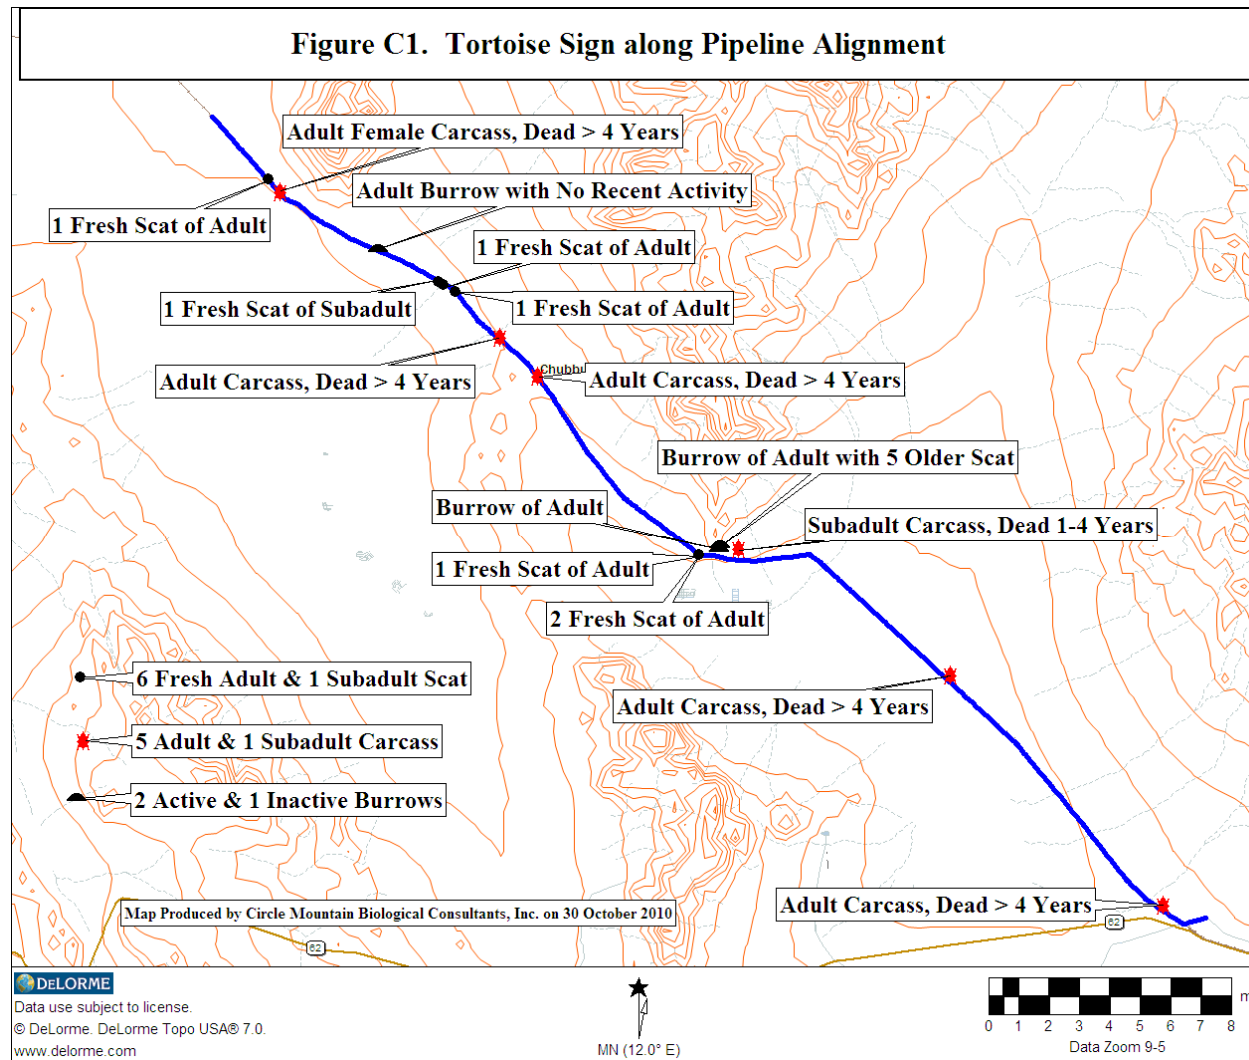 Figure C1. Tortoise Sign along Pipeline Alignment
Adult Female Carcass, Dead > 4 Years
Adult Burrow with No Recent Activity
1 Fresh Scat of Adult
1 Fresh Scat of Adult
1 Fresh Scat of Subadult
1 Fresh Scat of Adult
Adult Carcass, Dead > 4 Years
Chubbu
Adult Carcass, Dead > 4 Years
Burrow of Adult with 5 Older Scat
Burrow of Adult
Subadult Carcass, Dead 1-4 Years
1 Fresh Scat of Adult
2 Fresh Scat of Adult
6 Fresh Adult & 1 Subadult Scat
Adult Carcass, Dead > 4 Years
5 Adult & 1 Subadult Carcass
2 Active & 1 Inactive Burrows
Adult Carcass, Dead > 4 Years
Map Produced by Circle Mountain Biological Consultants, Inc. on 30 October 2010
62
62
DELORME
Data use subject to license.
© DeLorme. DeLorme Topo USA® 7.0.
www.delorme.com
MN (12.0° E)
m
0 1 2 3 4 5 6 7 8
Data Zoom 9-5